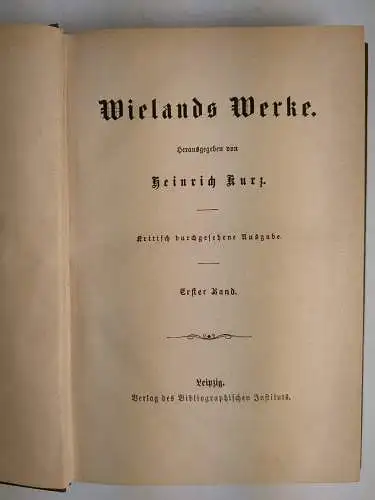 Wielands Werke.
Herausgegeben von
Heinrich Kurz.
Kritisch durchgesehene Ausgabe.
Erster Band.
Leipzig.
Verlag des Bibliographischen Instituts.